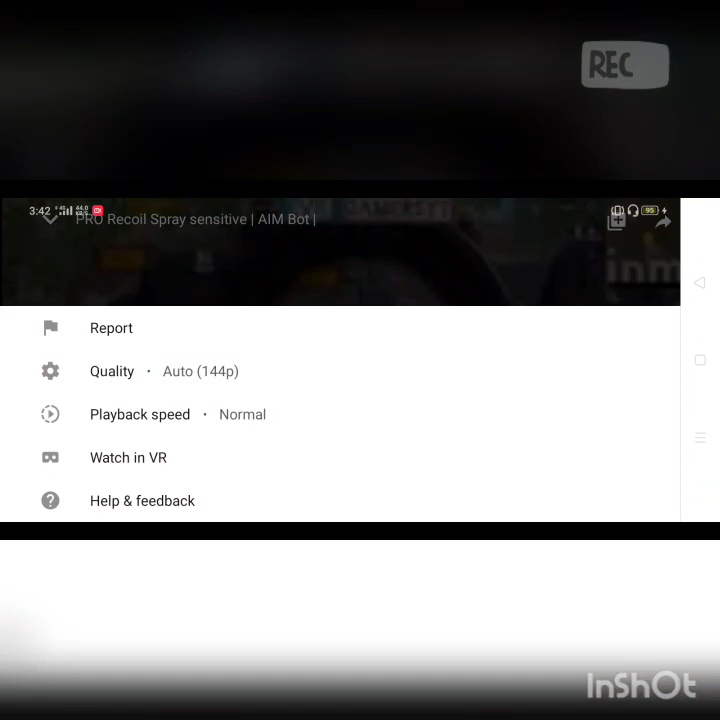 REC
3:42
95
PRO Recoil Spray sensitive | AIM Bot |
Report
Quality · Auto (144p)
Playback speed · Normal
Watch in VR
Help & feedback
InShOt